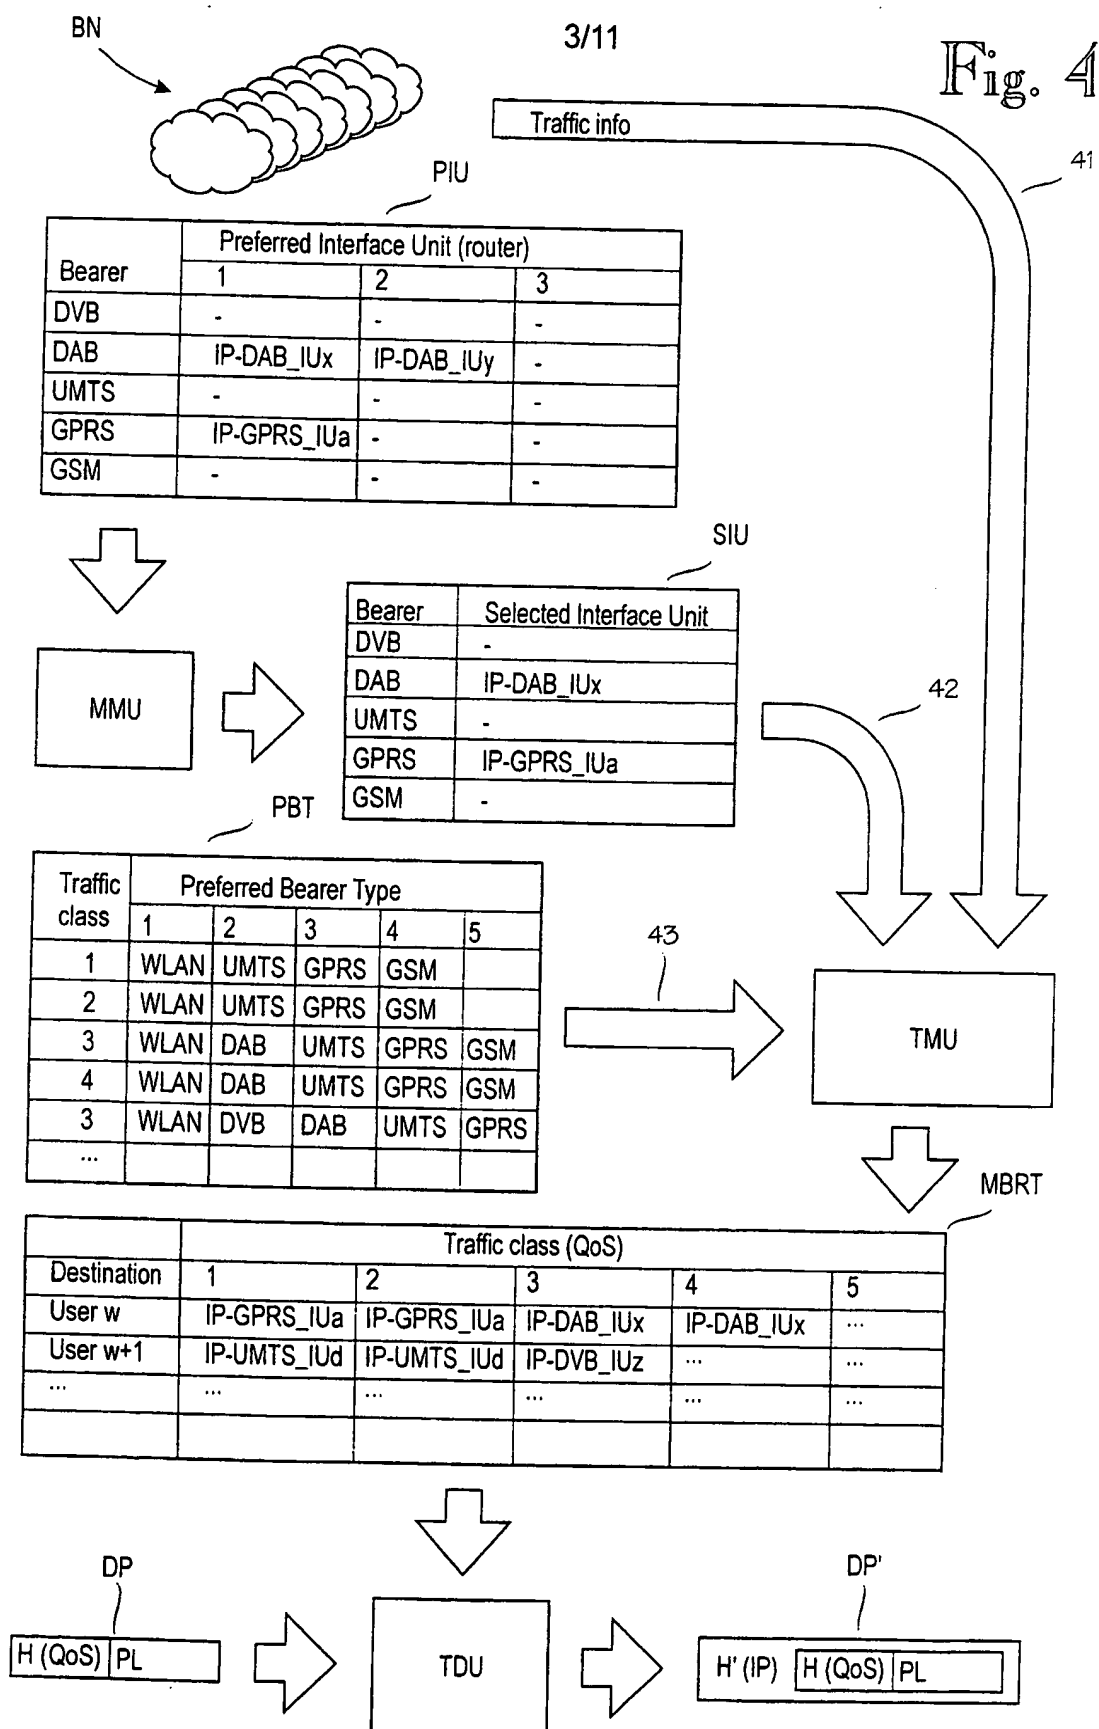 BN
3/11
Fig. 4
Traffic info
41
PIU
Preferred Interface Unit (router)
Bearer 1 2 3
DVB - - -
DAB IP-DAB_IUx IP-DAB_IUy -
UMTS - - -
GPRS IP-GPRS_IUa - -
GSM - - -
SIU
MMU
Bearer Selected Interface Unit
DVB -
DAB IP-DAB_IUx
UMTS -
GPRS IP-GPRS_IUa
GSM -
42
PBT
Traffic class Preferred Bearer Type
1 2 3 4 5
1 WLAN UMTS GPRS GSM
2 WLAN UMTS GPRS GSM
3 WLAN DAB UMTS GPRS GSM
4 WLAN DAB UMTS GPRS GSM
3 WLAN DVB DAB UMTS GPRS
...
43
TMU
MBRT
Traffic class (QoS)
Destination 1 2 3 4 5
User w IP-GPRS_IUa IP-GPRS_IUa IP-DAB_IUx IP-DAB_IUx ...
User w+1 IP-UMTS_IUd IP-UMTS_IUd IP-DVB_IUz ... ...
... ... ... ... ... ...
DP
H (QoS) PL
TDU
DP'
H' (IP) H (QoS) PL